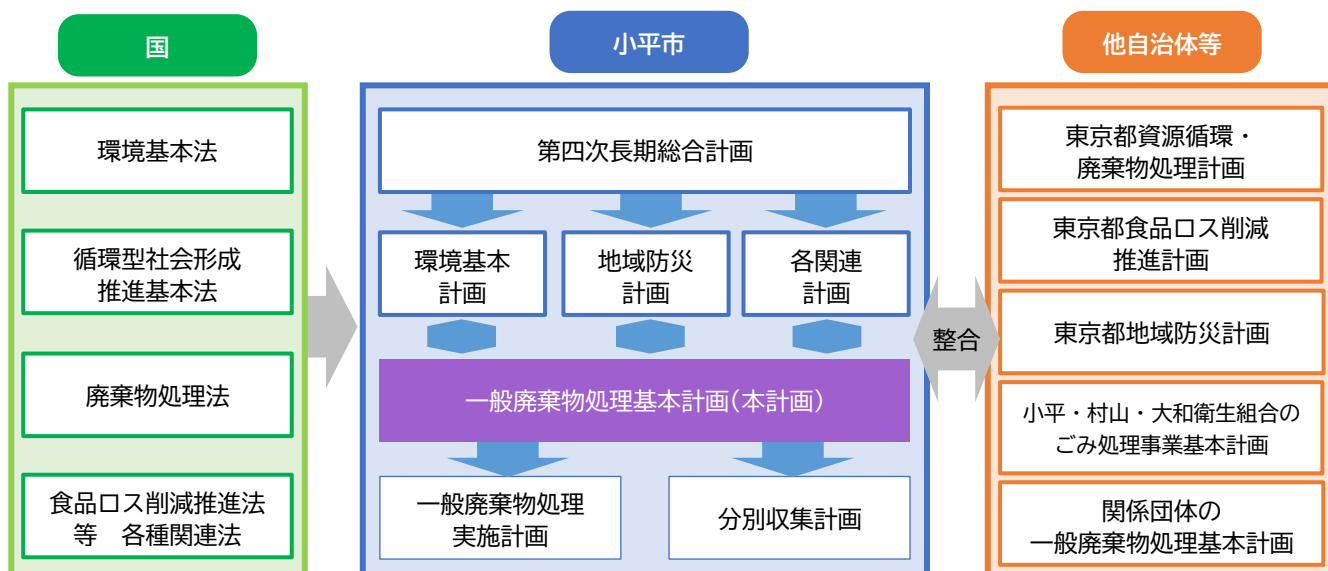 国
環境基本法
循環型社会形成
推進基本法
廃棄物処理法
食品ロス削減推進法
等　各種関連法
小平市
第四次長期総合計画
環境基本
計画
地域防災
計画
各関連
計画
一般廃棄物処理基本計画(本計画)
一般廃棄物処理
実施計画
分別収集計画
整合
他自治体等
東京都資源循環・
廃棄物処理計画
東京都食品ロス削減
推進計画
東京都地域防災計画
小平・村山・大和衛生組合の
ごみ処理事業基本計画
関係団体の
一般廃棄物処理基本計画